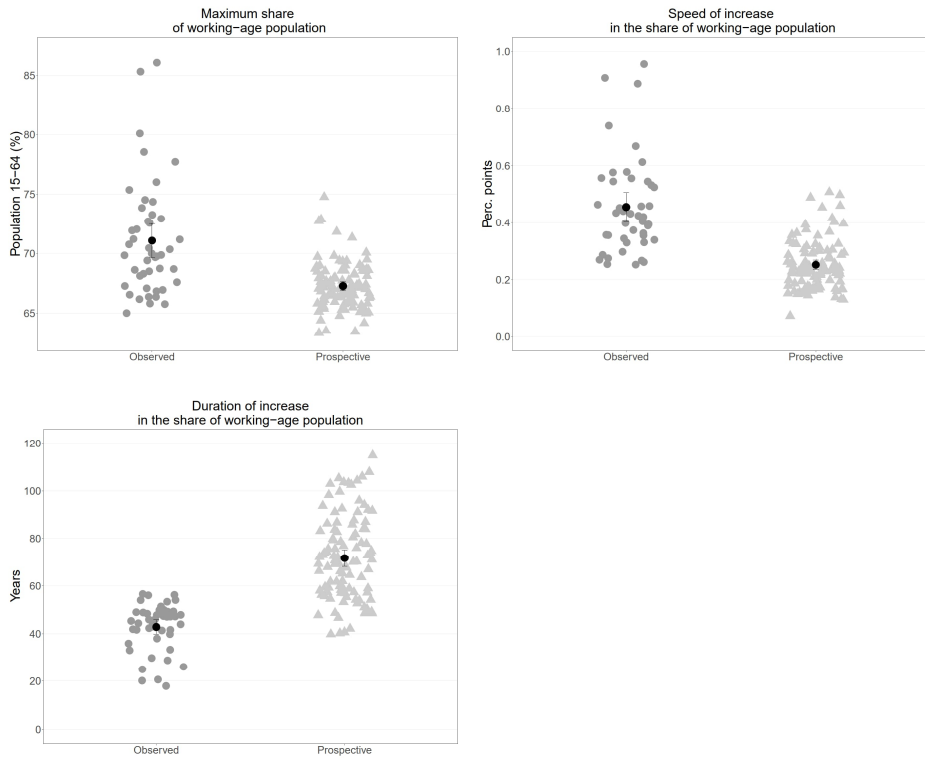 Maximum share
of working−age population
Population 15−64 (%)
85
80
75
70
65
Observed
Prospective
Speed of increase
in the share of working−age population
Perc. points
1.0
0.8
0.6
0.4
0.2
0.0
Observed
Prospective
Duration of increase
in the share of working−age population
Years
120
100
80
60
40
20
0
Observed
Prospective